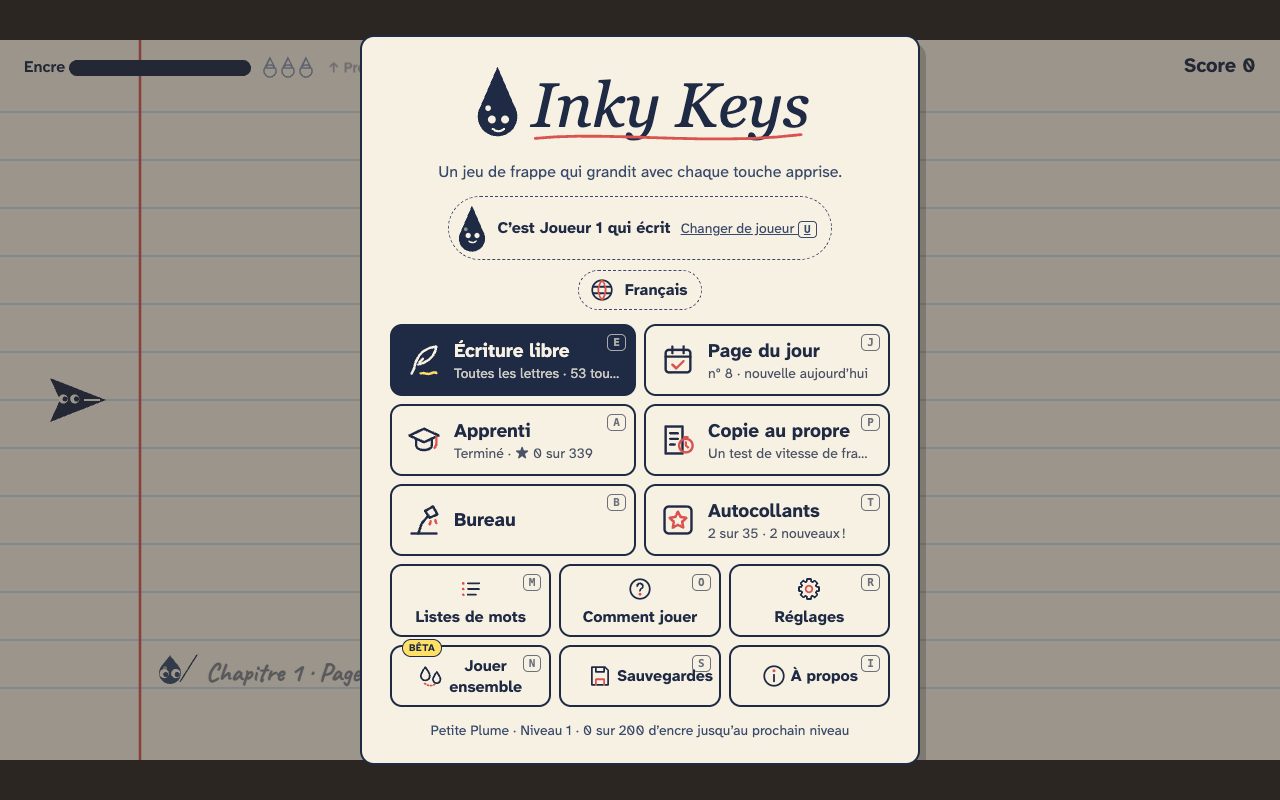 Encre
↑ Pr
Score 0
Inky Keys
Un jeu de frappe qui grandit avec chaque touche apprise.
C'est Joueur 1 qui écrit Changer de joueur U
Français
Écriture libre E
Toutes les lettres · 53 tou…
Page du jour J
n° 8 · nouvelle aujourd'hui
Apprenti A
Terminé · ★ 0 sur 339
Copie au propre P
Un test de vitesse de fra…
Bureau B
Autocollants T
2 sur 35 · 2 nouveaux !
Listes de mots M
Comment jouer O
Réglages R
BÊTA
Jouer ensemble N
Sauvegardes S
À propos I
Chapitre 1 · Page
Petite Plume · Niveau 1 · 0 sur 200 d'encre jusqu'au prochain niveau